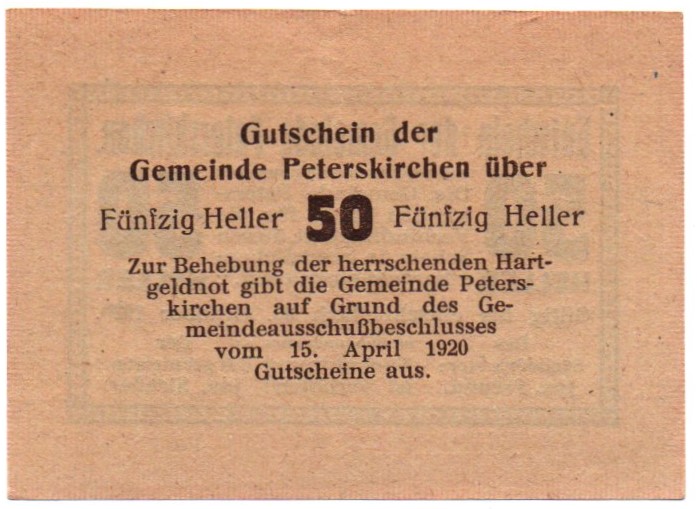 Gutschein der
Gemeinde Peterskirchen über
Fünfzig Heller 50 Fünfzig Heller
Zur Behebung der herrschenden Hart-
geldnot gibt die Gemeinde Peters-
kirchen auf Grund des Ge-
meindeausschußbeschlusses
vom 15. April 1920
Gutscheine aus.